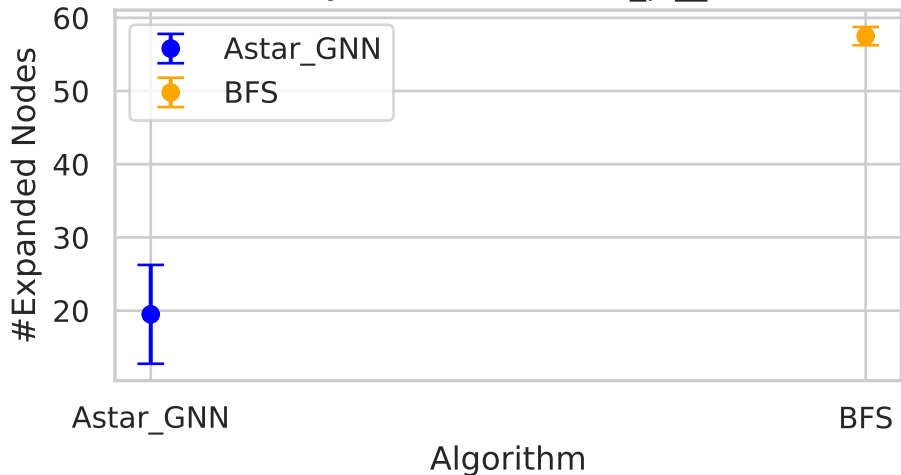 60
50
40
30
20
#Expanded Nodes
Astar_GNN
BFS
Astar_GNN
BFS
Algorithm